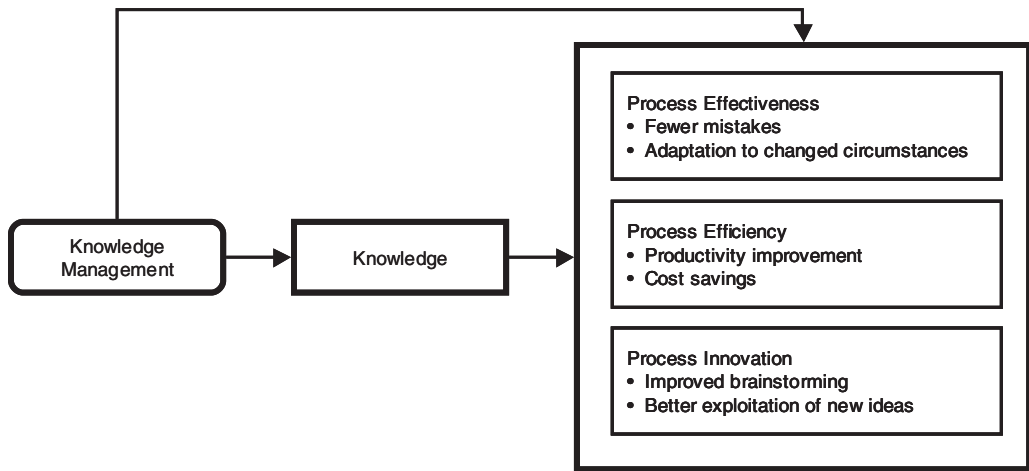 Process Effectiveness
• Fewer mistakes
• Adaptation to changed circumstances
Knowledge
Management
Knowledge
Process Efficiency
• Productivity improvement
• Cost savings
Process Innovation
• Improved brainstorming
• Better exploitation of new ideas